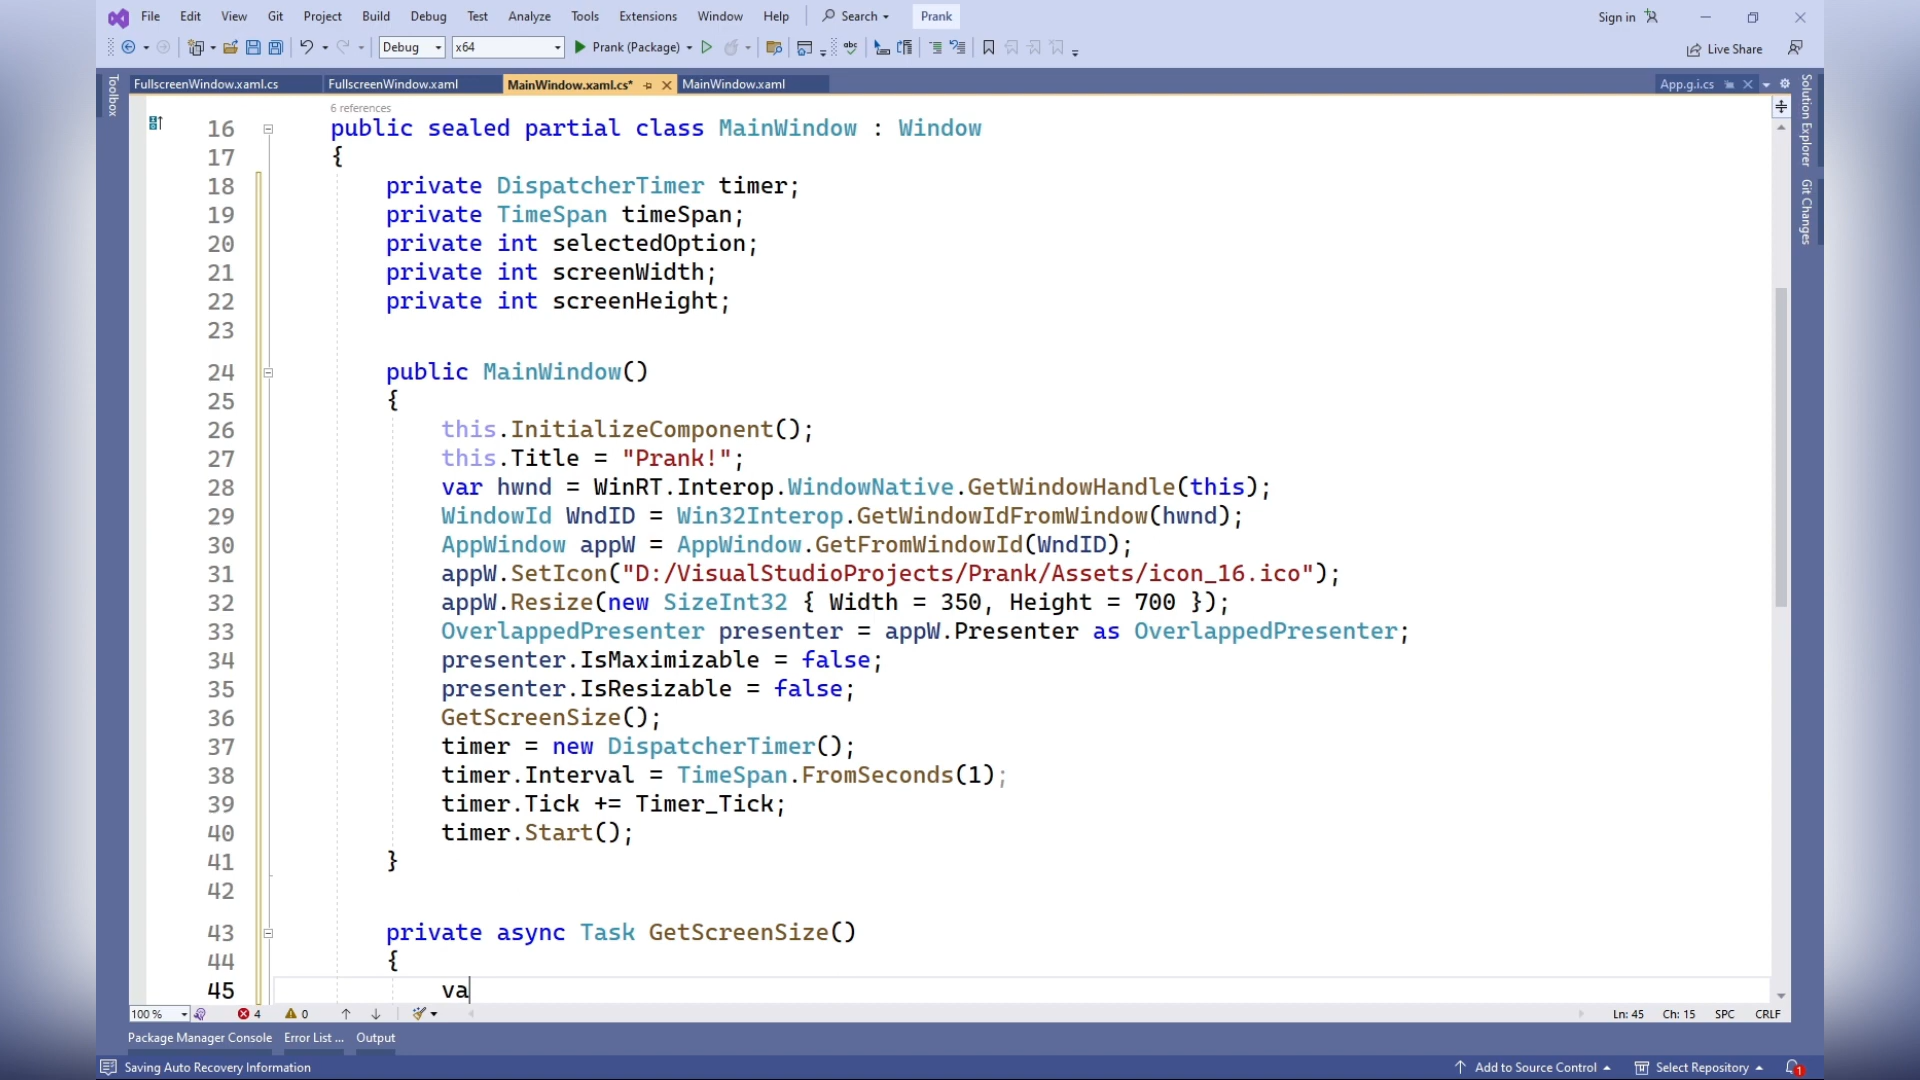 File Edit View Git Project Build Debug Test Analyze Tools Extensions Window Help Search Prank Sign in
Debug x64 Prank (Package) Live Share
FullscreenWindow.xaml.cs FullscreenWindow.xaml MainWindow.xaml.cs* MainWindow.xaml App.g.i.cs
Toolbox
Solution Explorer
Git Changes
6 references
16 public sealed partial class MainWindow : Window
17 {
18 private DispatcherTimer timer;
19 private TimeSpan timeSpan;
20 private int selectedOption;
21 private int screenWidth;
22 private int screenHeight;
23
24 public MainWindow()
25 {
26 this.InitializeComponent();
27 this.Title = "Prank!";
28 var hwnd = WinRT.Interop.WindowNative.GetWindowHandle(this);
29 WindowId WndID = Win32Interop.GetWindowIdFromWindow(hwnd);
30 AppWindow appW = AppWindow.GetFromWindowId(WndID);
31 appW.SetIcon("D:/VisualStudioProjects/Prank/Assets/icon_16.ico");
32 appW.Resize(new SizeInt32 { Width = 350, Height = 700 });
33 OverlappedPresenter presenter = appW.Presenter as OverlappedPresenter;
34 presenter.IsMaximizable = false;
35 presenter.IsResizable = false;
36 GetScreenSize();
37 timer = new DispatcherTimer();
38 timer.Interval = TimeSpan.FromSeconds(1);
39 timer.Tick += Timer_Tick;
40 timer.Start();
41 }
42
43 private async Task GetScreenSize()
44 {
45 va
100 % 4 0 Ln: 45 Ch: 15 SPC CRLF
Package Manager Console Error List ... Output
Saving Auto Recovery Information Add to Source Control Select Repository 1